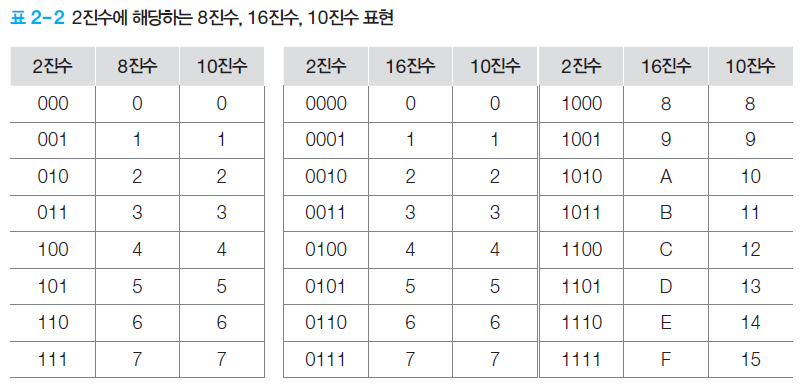 표 2-2 2진수에 해당하는 8진수, 16진수, 10진수 표현
2진수 8진수 10진수 2진수 16진수 10진수 2진수 16진수 10진수
000 0 0 0000 0 0 1000 8 8
001 1 1 0001 1 1 1001 9 9
010 2 2 0010 2 2 1010 A 10
011 3 3 0011 3 3 1011 B 11
100 4 4 0100 4 4 1100 C 12
101 5 5 0101 5 5 1101 D 13
110 6 6 0110 6 6 1110 E 14
111 7 7 0111 7 7 1111 F 15